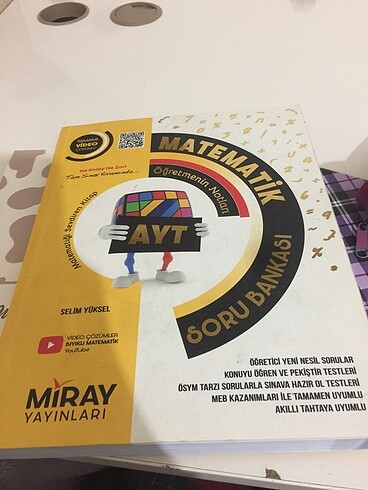 TAMAMI
VİDEO
ÇÖZÜMLÜ
Ne Kolay Ne Zor!
Tam Sınav Kıvamında...
MATEMATİK
Öğretmenin Notları
Matematiği Sevdiren Kitap
AYT
SORU BANKASI
SELİM YÜKSEL
VİDEO ÇÖZÜMLER
BIYIKLI MATEMATİK
YouTube
MİRAY
YAYINLARI
ÖĞRETİCİ YENİ NESİL SORULAR
KONUYU ÖĞREN VE PEKİŞTİR TESTLERİ
ÖSYM TARZI SORULARLA SINAVA HAZIR OL TESTLERİ
MEB KAZANIMLARI İLE TAMAMEN UYUMLU
AKILLI TAHTAYA UYUMLU